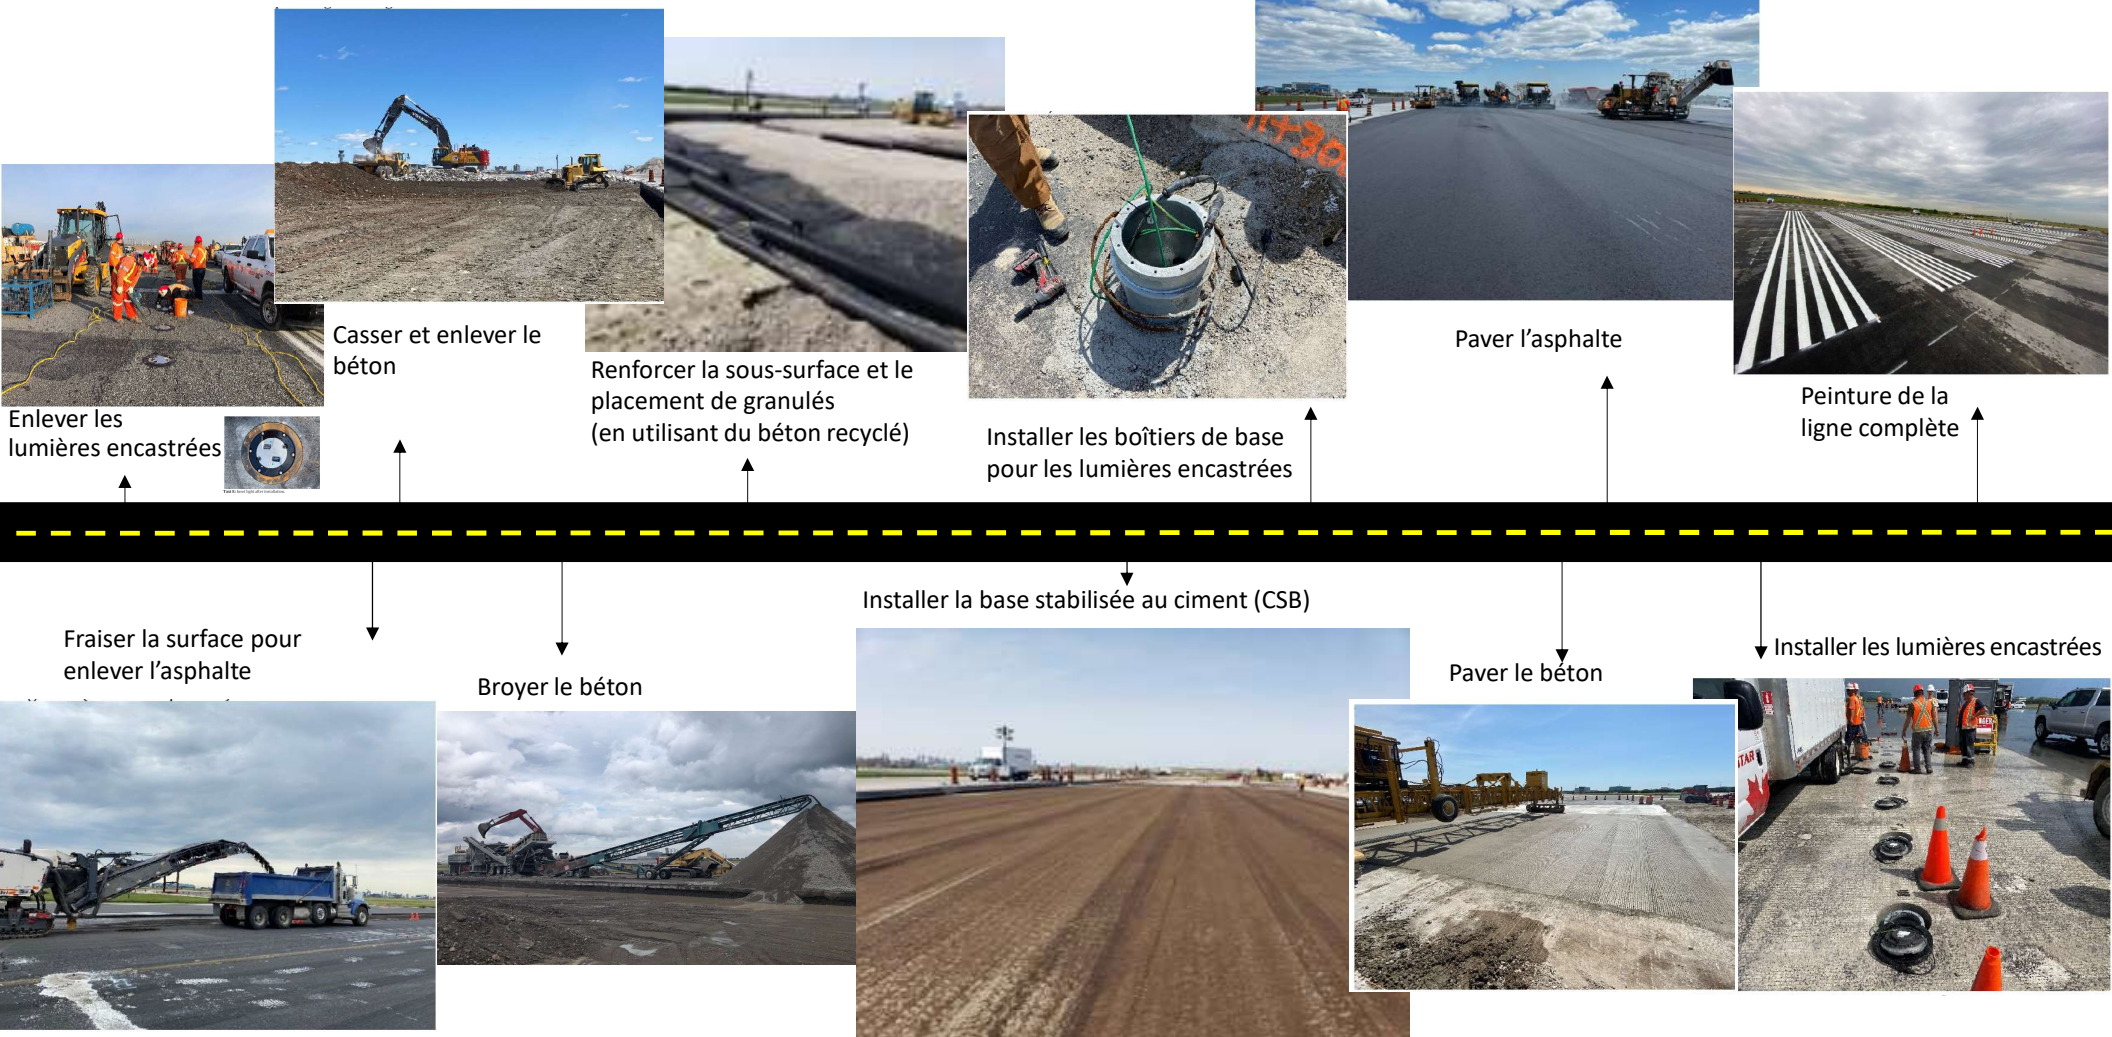 Enlever les
lumières encastrées
Casser et enlever le
béton
Renforcer la sous-surface et le
placement de granulés
(en utilisant du béton recyclé)
Installer les boîtiers de base
pour les lumières encastrées
Paver l’asphalte
Peinture de la
ligne complète
Fraiser la surface pour
enlever l’asphalte
Broyer le béton
Installer la base stabilisée au ciment (CSB)
Paver le béton
Installer les lumières encastrées